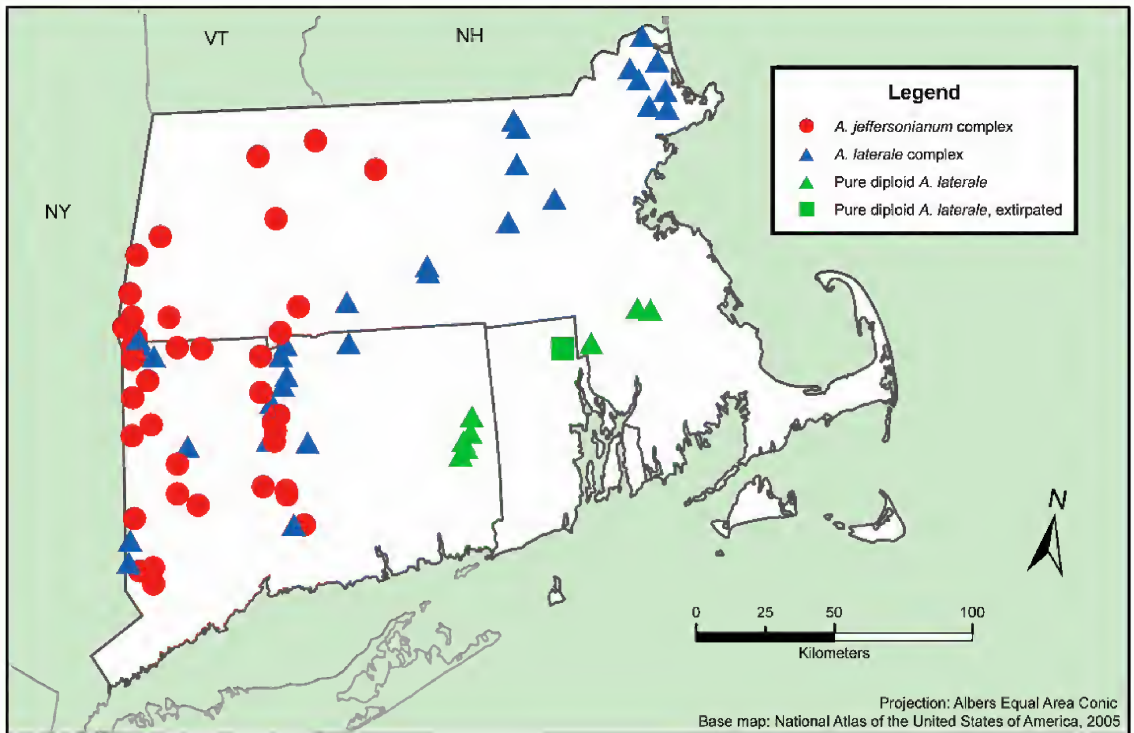 VT
NH
NY
Legend
A. jeffersonianum complex
A. laterale complex
Pure diploid A. laterale
Pure diploid A. laterale, extirpated
N
0 25 50 100
Kilometers
Projection: Albers Equal Area Conic
Base map: National Atlas of the United States of America, 2005